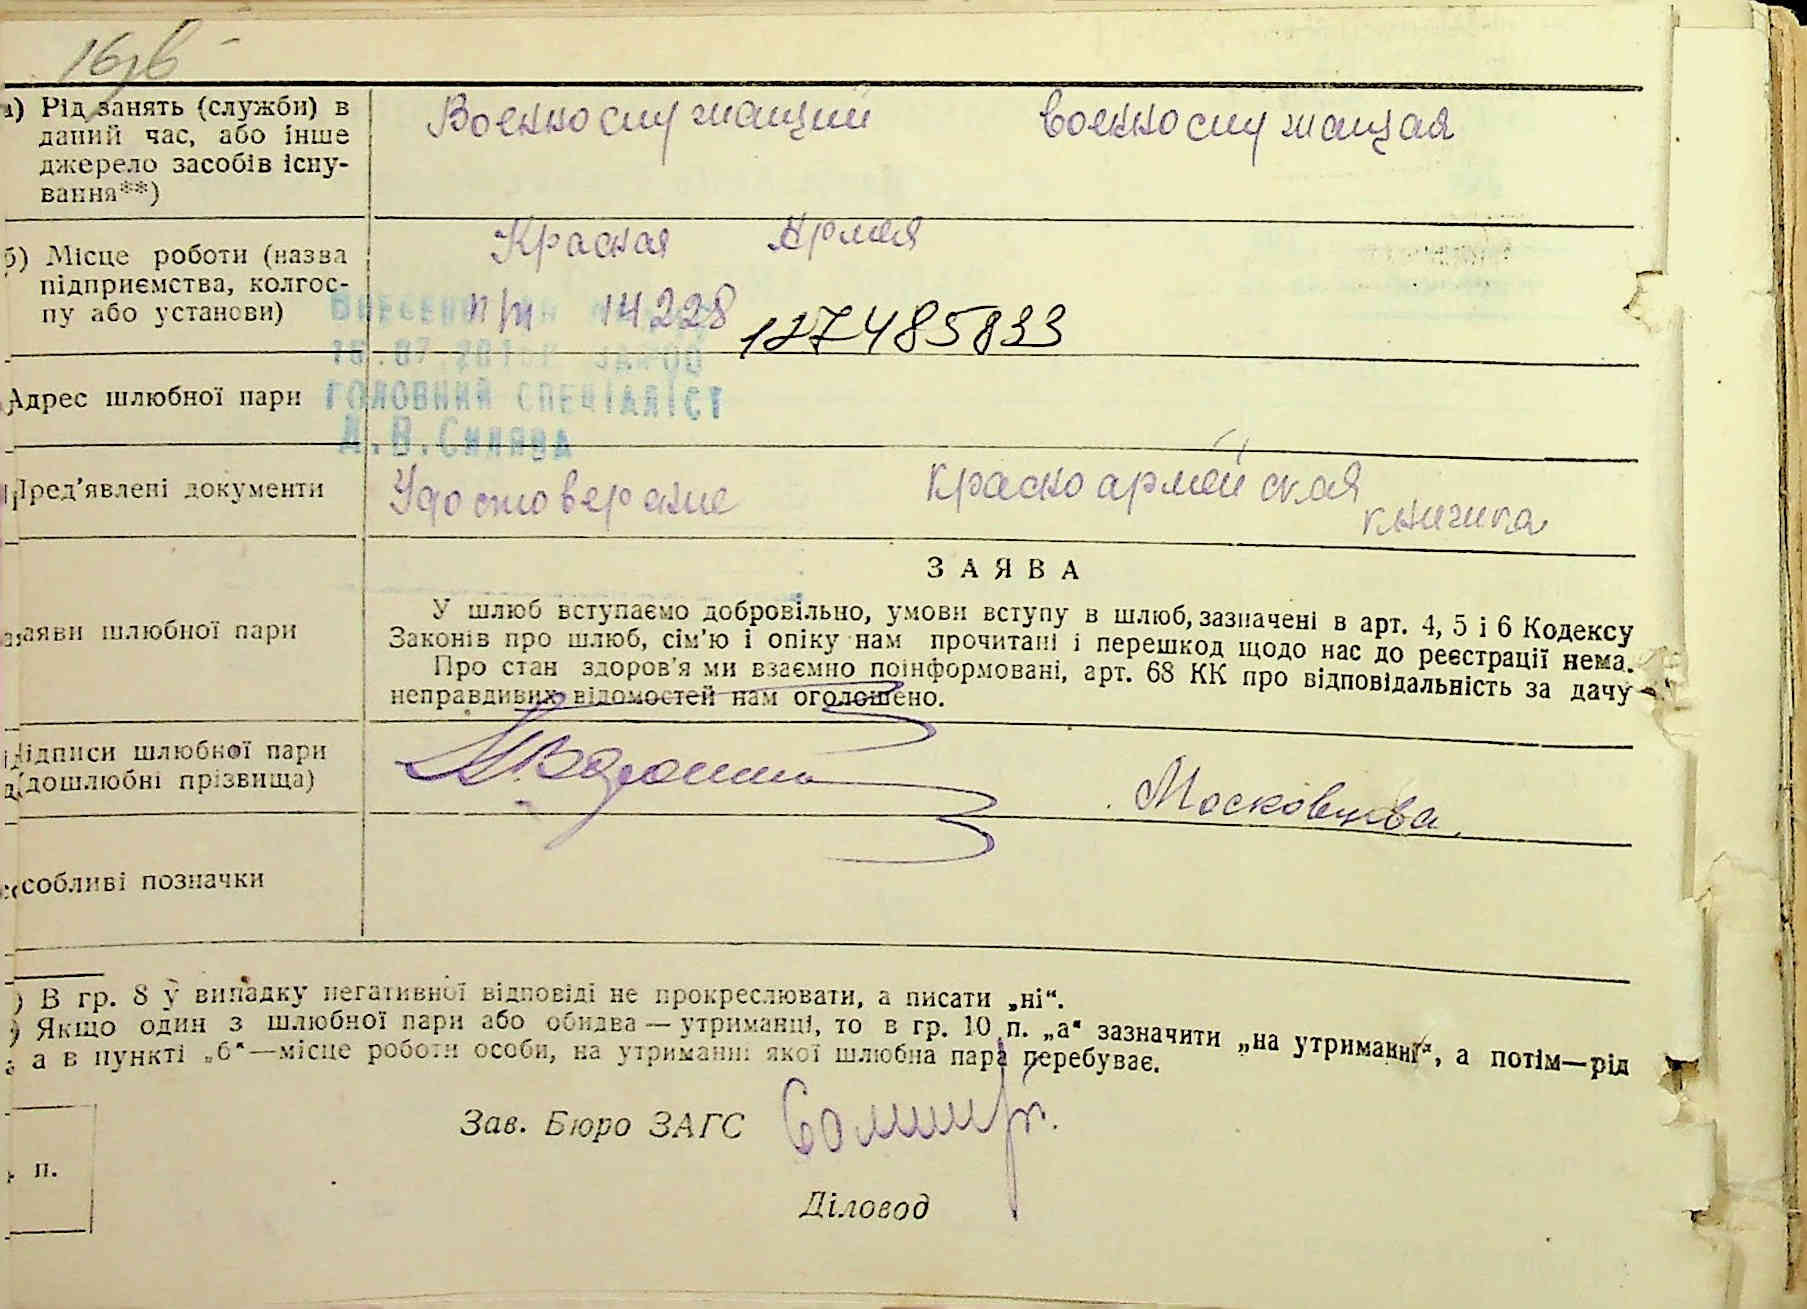 16зв
а) Рід занять (служби) в
даний час, або інше
джерело засобів існу-
вання**)
Военнослужащий военнослужащая
б) Місце роботи (назва
підприємства, колгос-
пу або установи)
Красная Армия
п/п 14228
127485833
ГОЛОВНИЙ СПЕЦІАЛІСТ
Адрес шлюбної пари
Пред'явлені документи
Удостоверение Красноармейская
книжка
Заяви шлюбної пари
ЗАЯВА
У шлюб вступаємо добровільно, умови вступу в шлюб, зазначені в арт. 4, 5 і 6 Кодексу
Законів про шлюб, сім'ю і опіку нам прочитані і перешкод щодо нас до реєстрації нема.
Про стан здоров'я ми взаємно поінформовані, арт. 68 КК про відповідальність за дачу
неправдивих відомостей нам оголошено.
Підписи шлюбної пари
(дошлюбні прізвища)
Московцова
собливі позначки
) В гр. 8 у випадку негативної відповіді не прокреслювати, а писати „ні“.
) Якщо один з шлюбної пари або обидва — утриманці, то в гр. 10 п. „а“ зазначити „на утриманні“, а потім—рід
а в пункті „б“—місце роботи особи, на утриманні якої шлюбна пара перебуває.
Зав. Бюро ЗАГС
п.
Діловод